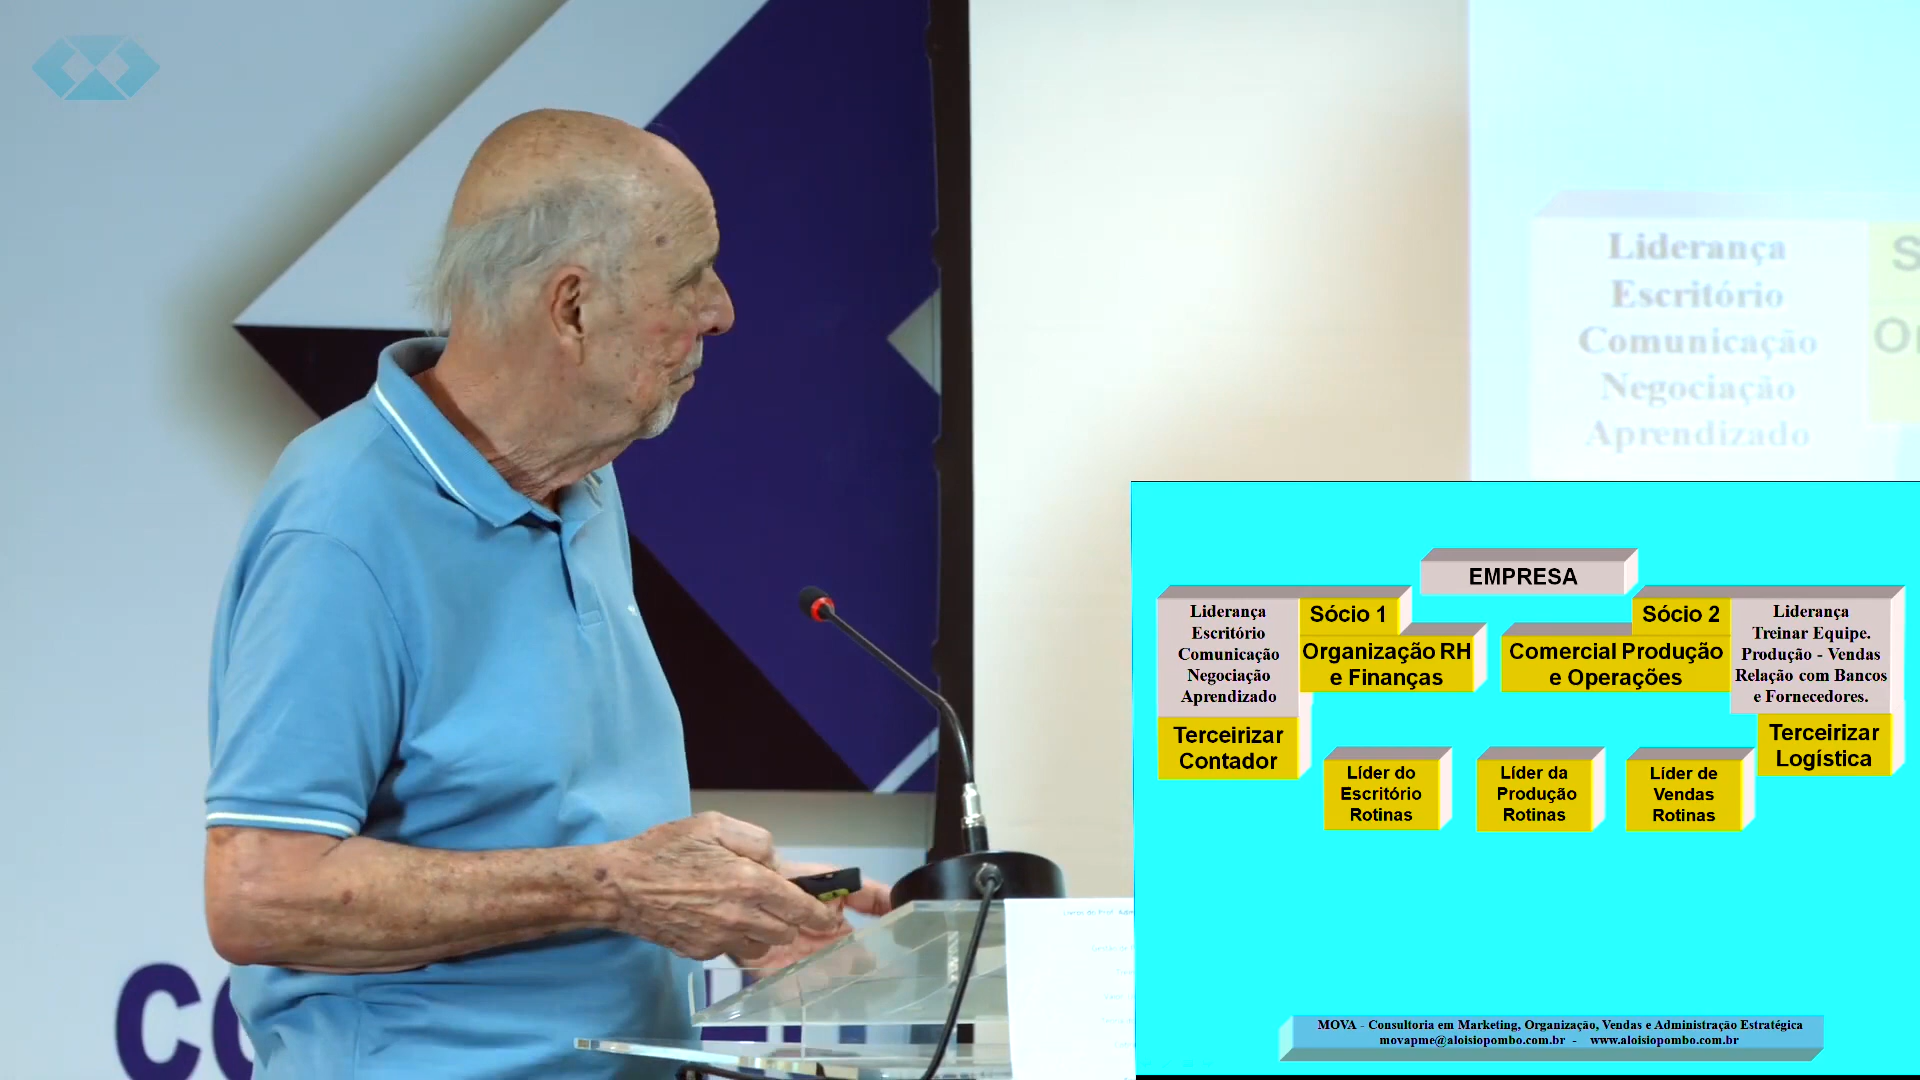 Liderança
Escritório
Comunicação
Negociação
Aprendizado
EMPRESA
Liderança
Escritório
Comunicação
Negociação
Aprendizado
Sócio 1
Organização RH
e Finanças
Sócio 2
Comercial Produção
e Operações
Liderança
Treinar Equipe.
Produção - Vendas
Relação com Bancos
e Fornecedores.
Terceirizar
Contador
Terceirizar
Logística
Líder do
Escritório
Rotinas
Líder da
Produção
Rotinas
Líder de
Vendas
Rotinas
MOVA - Consultoria em Marketing, Organização, Vendas e Administração Estratégica
movapme@aloisiopombo.com.br - www.aloisiopombo.com.br